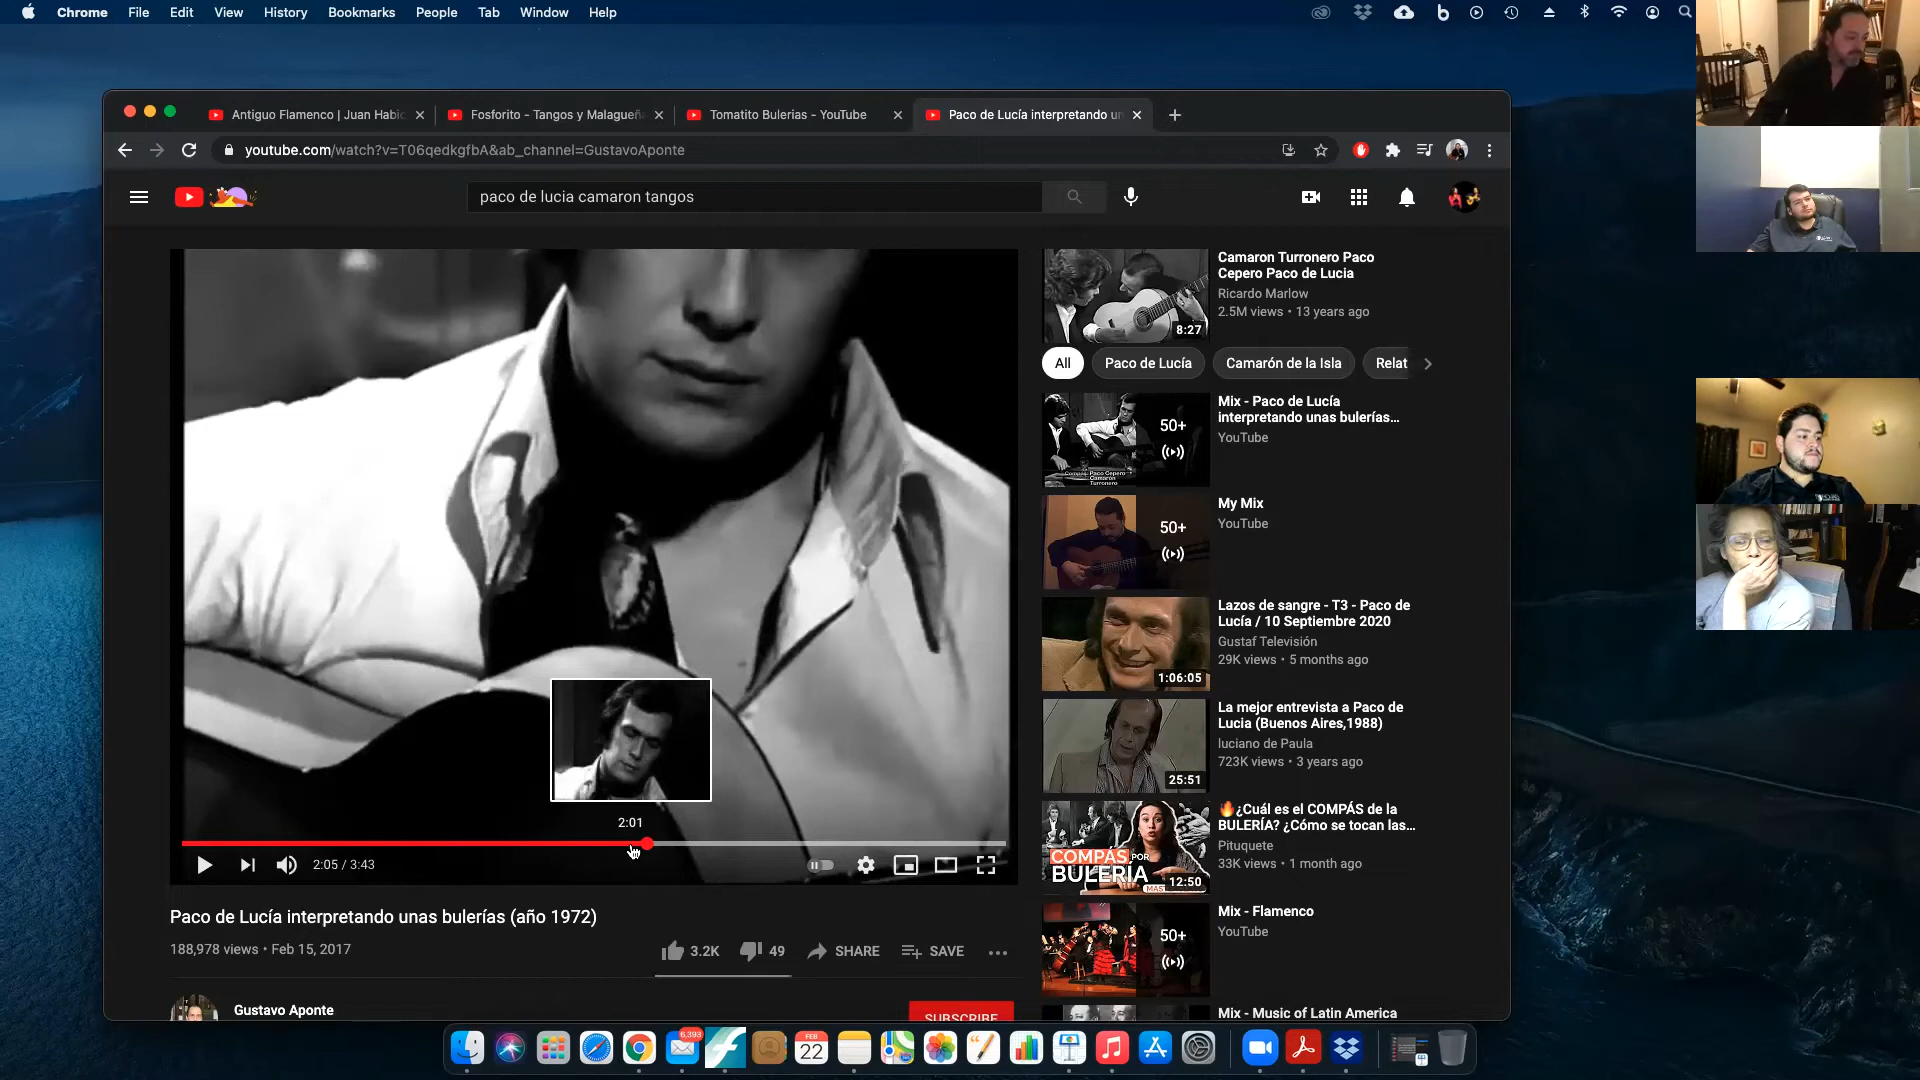 Chrome File Edit View History Bookmarks People Tab Window Help
Antiguo Flamenco | Juan Habic
Fosforito - Tangos y Malagueñ
Tomatito Bulerias - YouTube
Paco de Lucía interpretando un
youtube.com/watch?v=T06qedkgfbA&ab_channel=GustavoAponte
paco de lucia camaron tangos
Camaron Turronero Paco
Cepero Paco de Lucia
Ricardo Marlow
2.5M views • 13 years ago
8:27
All
Paco de Lucía
Camarón de la Isla
Relat
Mix - Paco de Lucía
interpretando unas bulerías...
YouTube
50+
My Mix
YouTube
50+
Lazos de sangre - T3 - Paco de
Lucía / 10 Septiembre 2020
Gustaf Televisión
29K views • 5 months ago
1:06:05
La mejor entrevista a Paco de
Lucia (Buenos Aires,1988)
luciano de Paula
723K views • 3 years ago
25:51
🔥¿Cuál es el COMPÁS de la
BULERÍA? ¿Cómo se tocan las...
Pituquete
33K views • 1 month ago
COMPÁS POR
BULERÍA
12:50
Mix - Flamenco
YouTube
50+
Mix - Music of Latin America
2:01
2:05 / 3:43
Paco de Lucía interpretando unas bulerías (año 1972)
188,978 views • Feb 15, 2017
3.2K
49
SHARE
SAVE
Gustavo Aponte
SUBSCRIBE
6,393
FEB
22